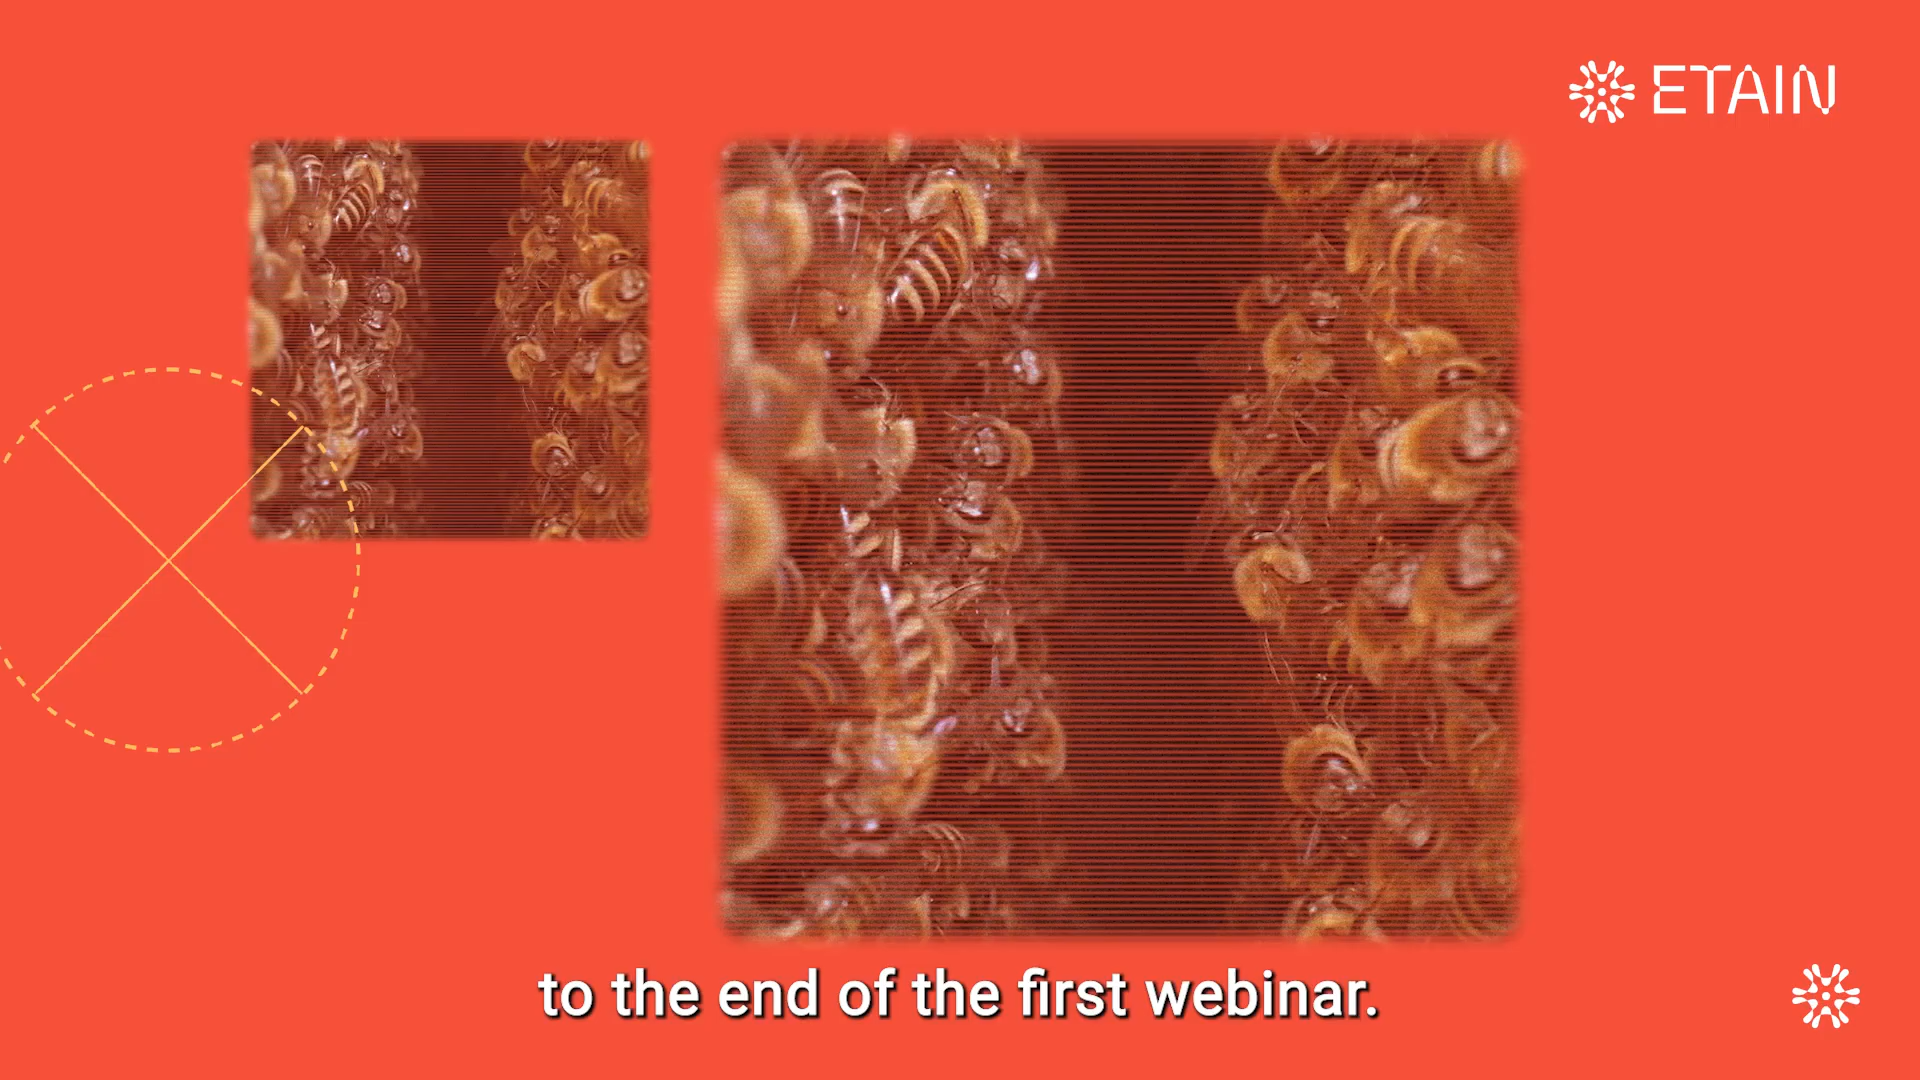 ETAIN
to the end of the first webinar.